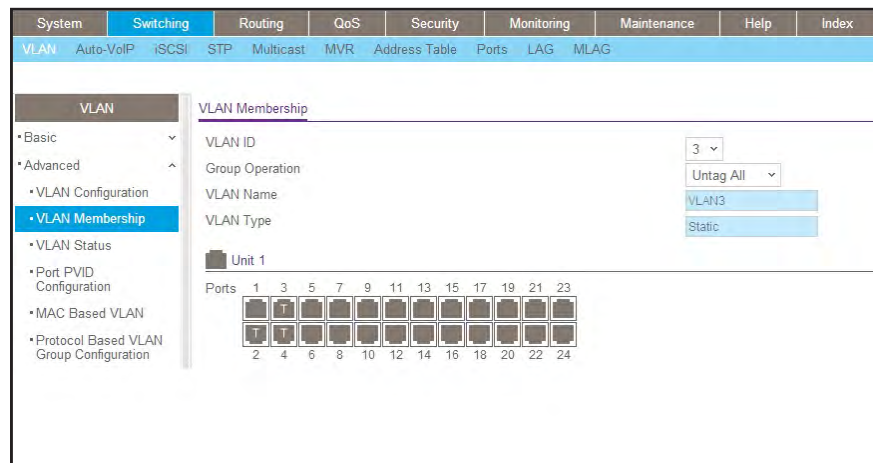 System Switching Routing QoS Security Monitoring Maintenance Help Index
VLAN Auto-VoIP iSCSI STP Multicast MVR Address Table Ports LAG MLAG
VLAN
Basic
Advanced
VLAN Configuration
VLAN Membership
VLAN Status
Port PVID
Configuration
MAC Based VLAN
Protocol Based VLAN
Group Configuration
VLAN Membership
VLAN ID 3
Group Operation Untag All
VLAN Name VLAN3
VLAN Type Static
Unit 1
Ports 1 3 5 7 9 11 13 15 17 19 21 23
T
T T
2 4 6 8 10 12 14 16 18 20 22 24